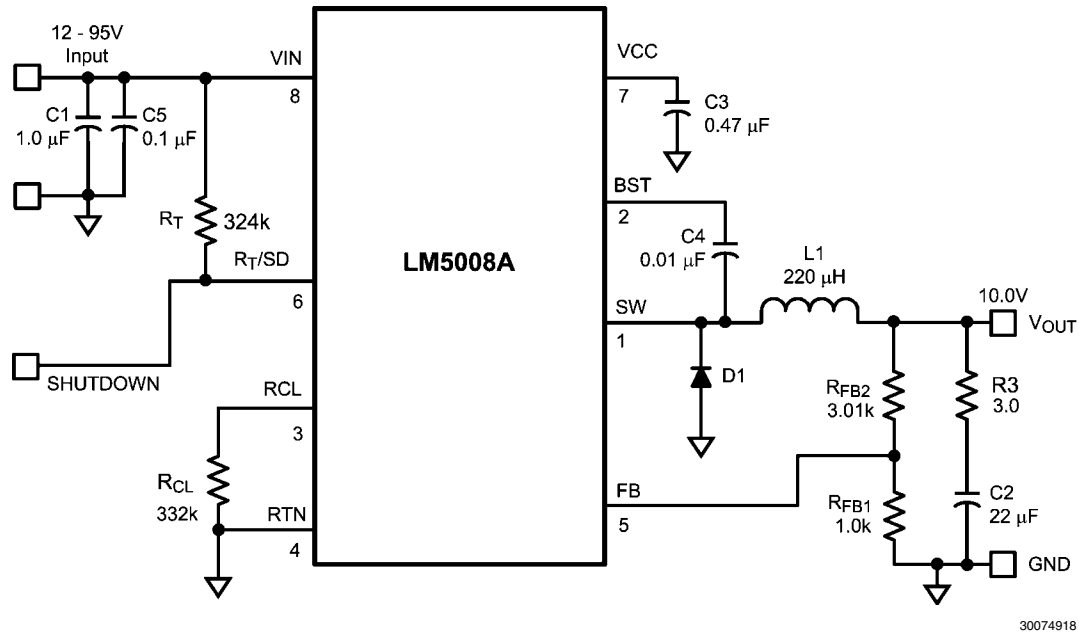 12 - 95V
Input
VIN
8
C1
1.0 µF
C5
0.1 µF
RT
324k
RT/SD
6
SHUTDOWN
RCL
3
RCL
332k
RTN
4
LM5008A
VCC
7
C3
0.47 µF
BST
2
C4
0.01 µF
L1
220 µH
SW
1
D1
10.0V
VOUT
RFB2
3.01k
R3
3.0
FB
5
RFB1
1.0k
C2
22 µF
GND
30074918